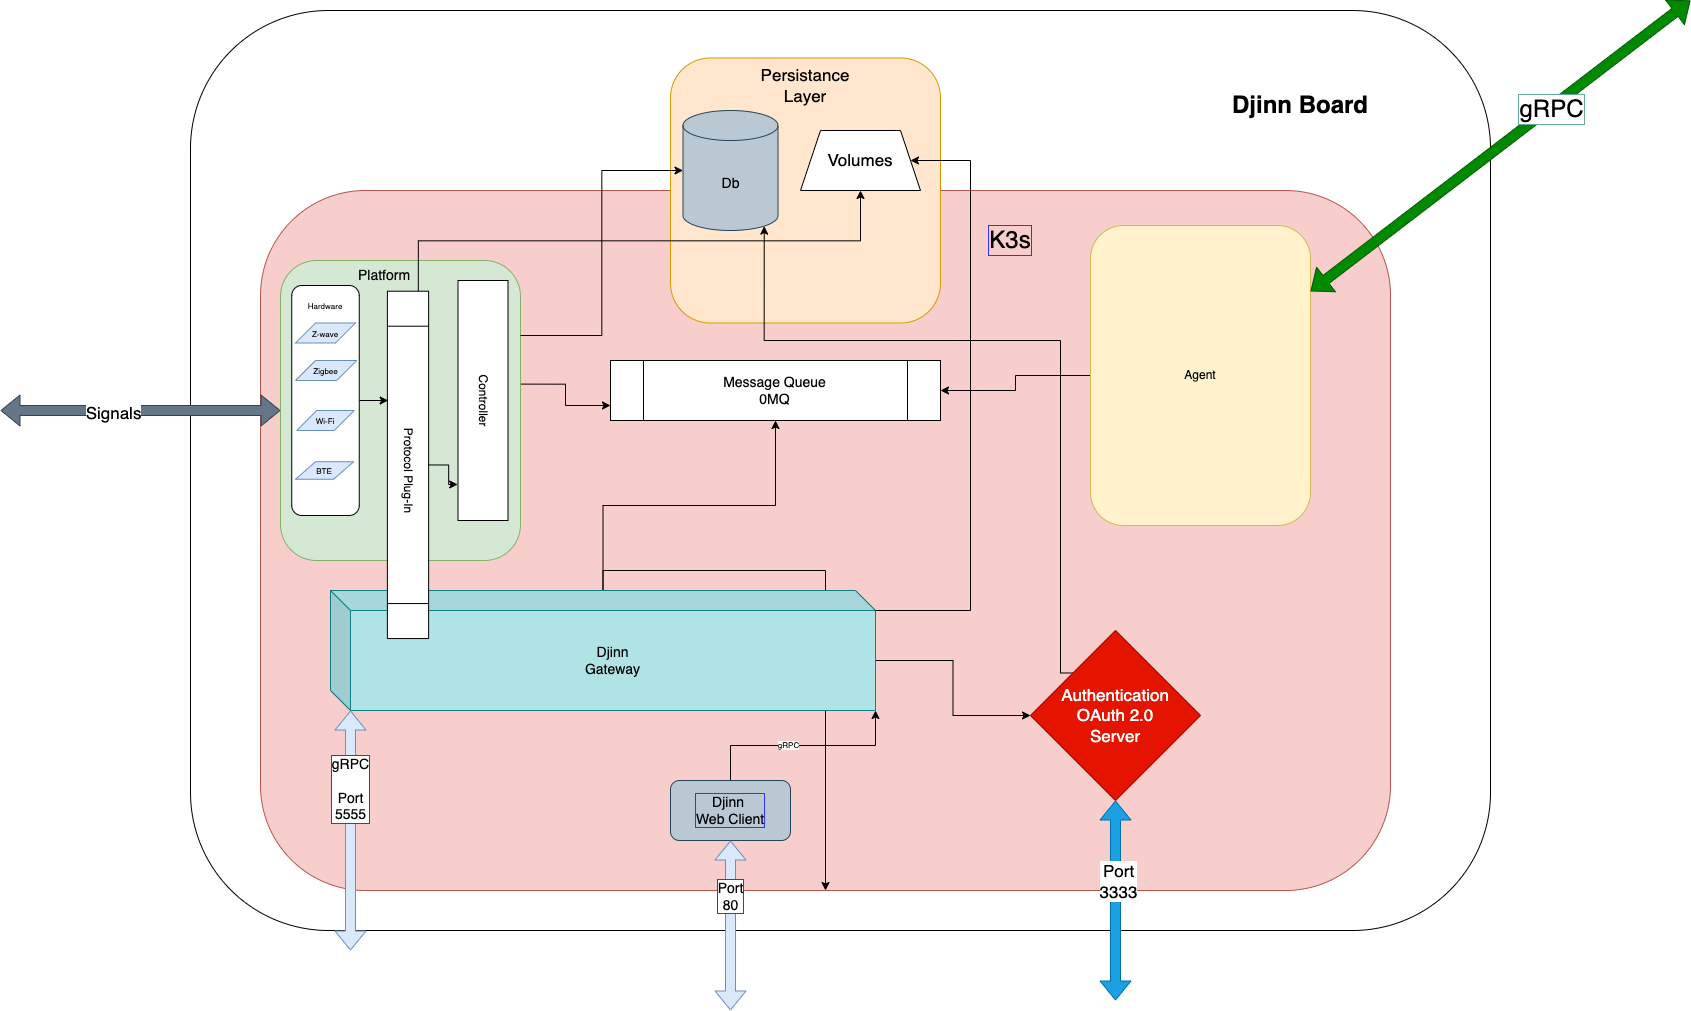 Persistance
Layer
Djinn Board
gRPC
Db
Volumes
K3s
Platform
Hardware
Z-wave
Zigbee
Wi-Fi
BTE
Protocol Plug-In
Controller
Signals
Message Queue
0MQ
Agent
Djinn
Gateway
Authentication
OAuth 2.0
Server
gRPC
gRPC
Port
5555
Djinn
Web Client
Port
80
Port
3333